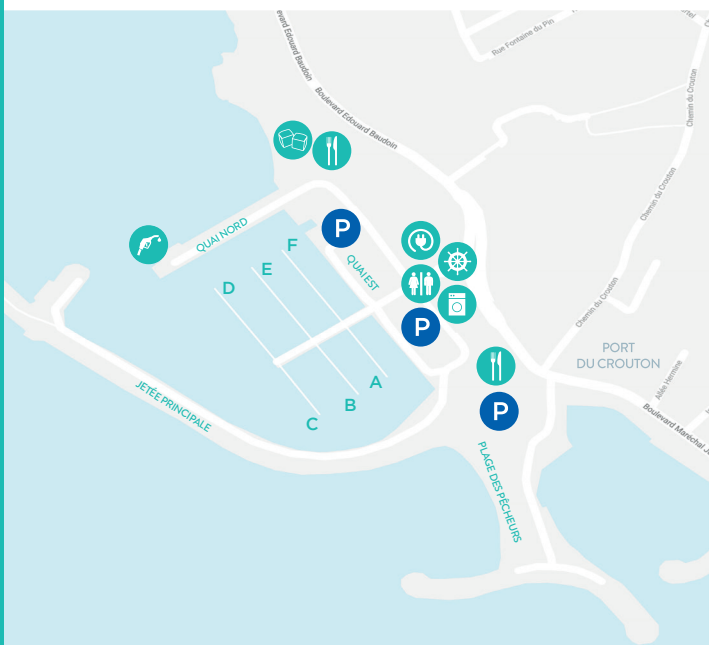 Boulevard Edouard Baudoin
Boulevard Edouard Baudoin
Rue Fontaine du Pin
Chemin du Crouton
Chemin du Crouton
Chemin du Crouton
QUAI NORD
P
F
E
D
QUAI EST
P
A
B
C
PORT
DU CROUTON
Allée Hermine
P
Boulevard Maréchal J
JETÉE PRINCIPALE
PLAGE DES PÊCHEURS